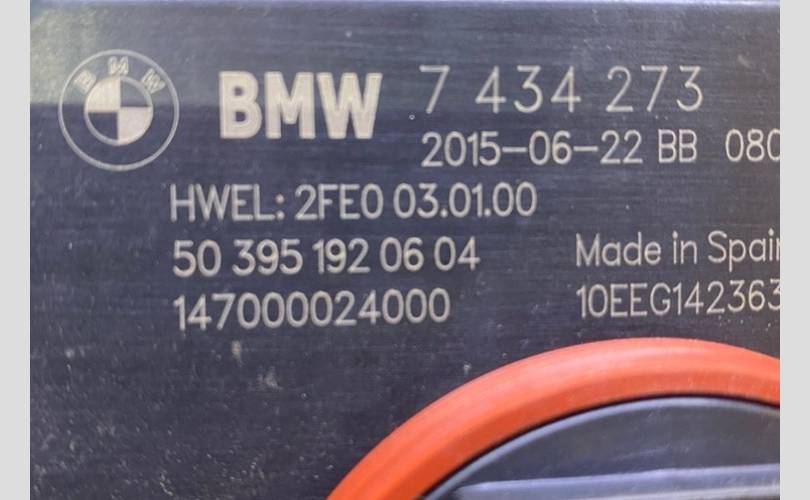 BMW
BMW 7 434 273
2015-06-22 BB 080
HWEL: 2FE0 03.01.00
50 395 192 06 04
Made in Spain
147000024000
10EEG142363